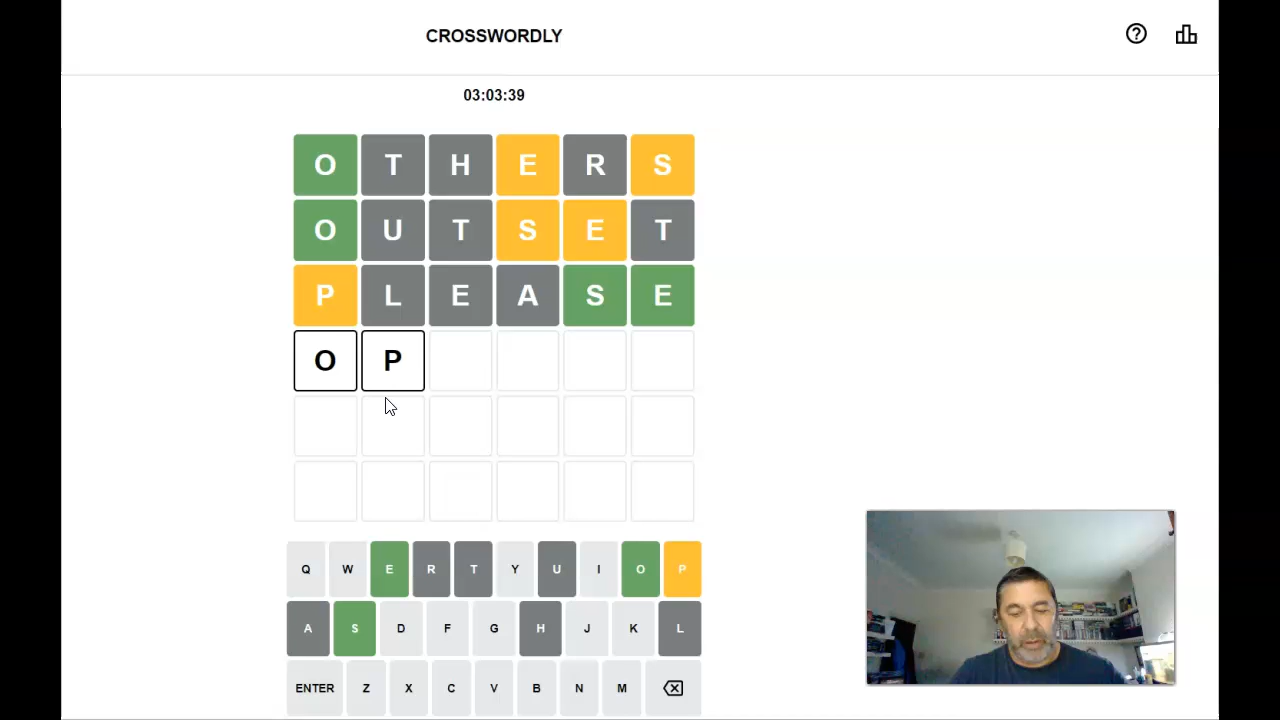 CROSSWORDLY
03:03:39
O T H E R S
O U T S E T
P L E A S E
O P
Q W E R T Y U I O P
A S D F G H J K L
ENTER Z X C V B N M